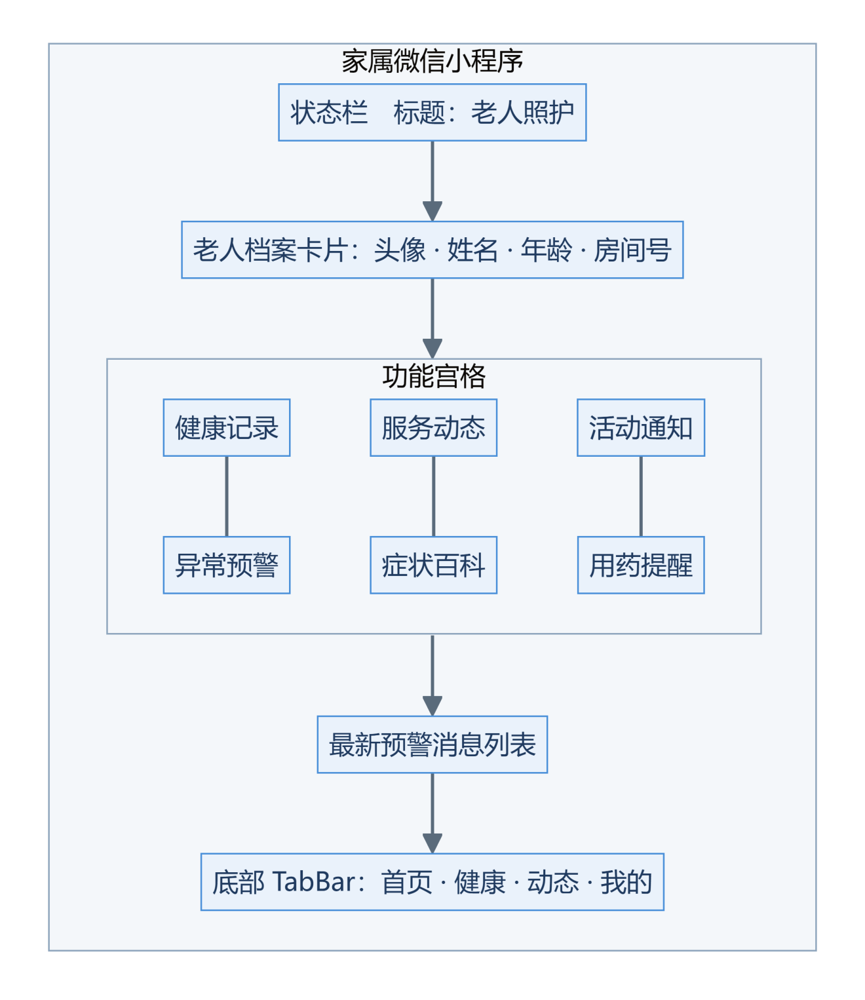 家属微信小程序
状态栏　标题：老人照护
老人档案卡片：头像 · 姓名 · 年龄 · 房间号
功能宫格
健康记录
服务动态
活动通知
异常预警
症状百科
用药提醒
最新预警消息列表
底部 TabBar：首页 · 健康 · 动态 · 我的